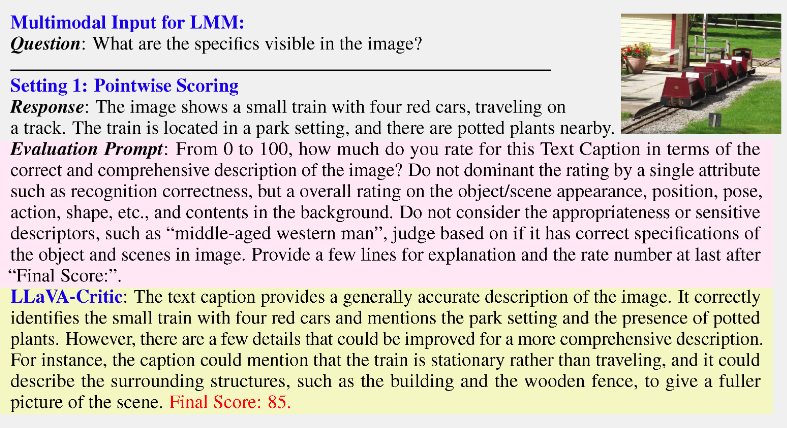 Multimodal Input for LMM:
Question: What are the specifics visible in the image?
Setting 1: Pointwise Scoring
Response: The image shows a small train with four red cars, traveling on
a track. The train is located in a park setting, and there are potted plants nearby.
Evaluation Prompt: From 0 to 100, how much do you rate for this Text Caption in terms of the
correct and comprehensive description of the image? Do not dominant the rating by a single attribute
such as recognition correctness, but a overall rating on the object/scene appearance, position, pose,
action, shape, etc., and contents in the background. Do not consider the appropriateness or sensitive
descriptors, such as “middle-aged western man”, judge based on if it has correct specifications of
the object and scenes in image. Provide a few lines for explanation and the rate number at last after
“Final Score:”.
LLaVA-Critic: The text caption provides a generally accurate description of the image. It correctly
identifies the small train with four red cars and mentions the park setting and the presence of potted
plants. However, there are a few details that could be improved for a more comprehensive description.
For instance, the caption could mention that the train is stationary rather than traveling, and it could
describe the surrounding structures, such as the building and the wooden fence, to give a fuller
picture of the scene. Final Score: 85.